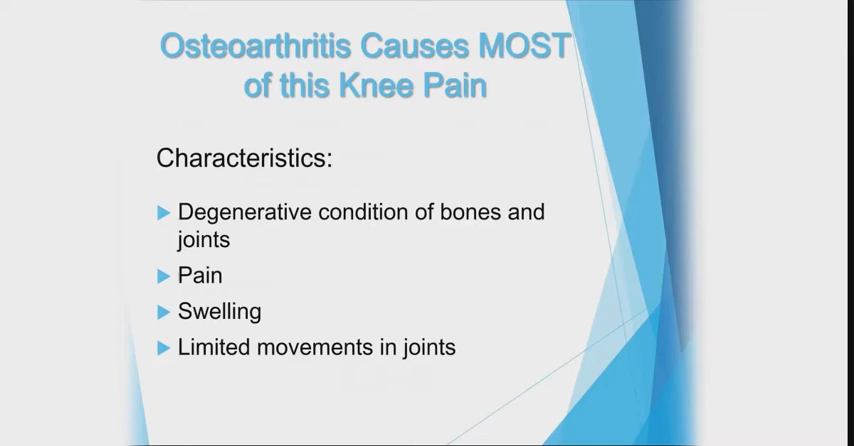 Osteoarthritis Causes MOST
of this Knee Pain
Characteristics:
Degenerative condition of bones and
joints
Pain
Swelling
Limited movements in joints